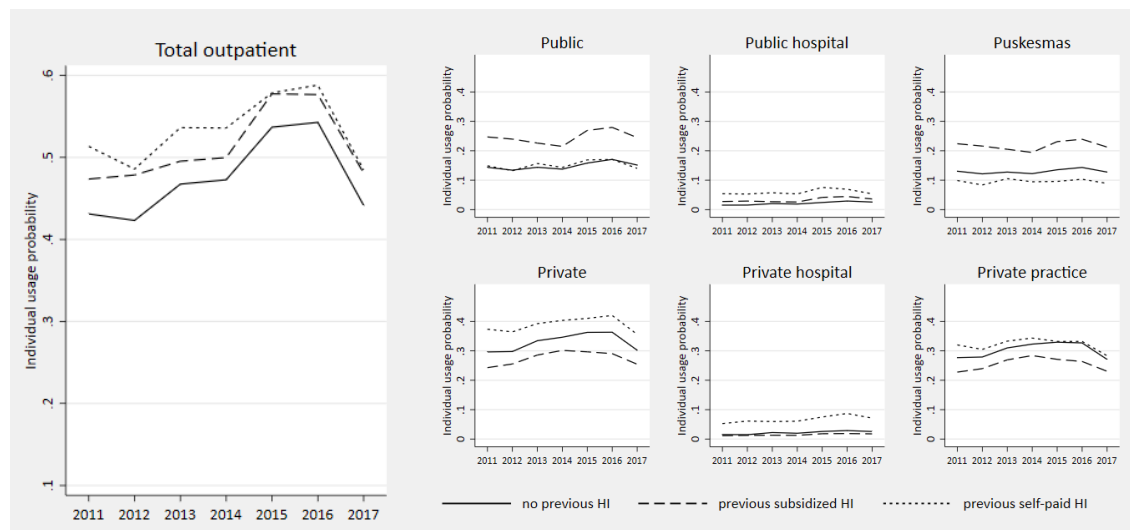 Total outpatient
Individual usage probability
.6
.5
.4
.3
.2
.1
2011 2012 2013 2014 2015 2016 2017
Public
Individual usage probability
.4
.3
.2
.1
0
2011 2012 2013 2014 2015 2016 2017
Public hospital
Individual usage probability
.4
.3
.2
.1
0
2011 2012 2013 2014 2015 2016 2017
Puskesmas
Individual usage probability
.4
.3
.2
.1
0
2011 2012 2013 2014 2015 2016 2017
Private
Individual usage probability
.4
.3
.2
.1
0
2011 2012 2013 2014 2015 2016 2017
Private hospital
Individual usage probability
.4
.3
.2
.1
0
2011 2012 2013 2014 2015 2016 2017
Private practice
Individual usage probability
.4
.3
.2
.1
0
2011 2012 2013 2014 2015 2016 2017
no previous HI previous subsidized HI previous self-paid HI